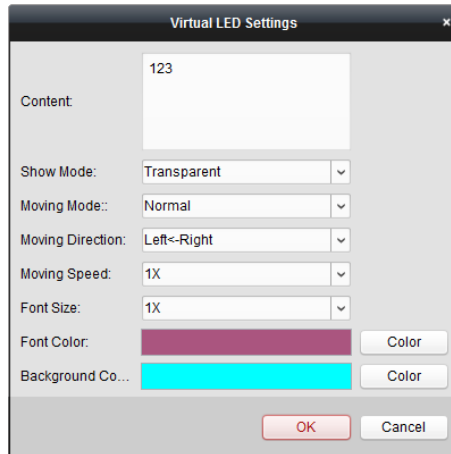 Virtual LED Settings ×
123
Content:
Show Mode: Transparent
Moving Mode:: Normal
Moving Direction: Left<-Right
Moving Speed: 1X
Font Size: 1X
Font Color: Color
Background Co... Color
OK Cancel